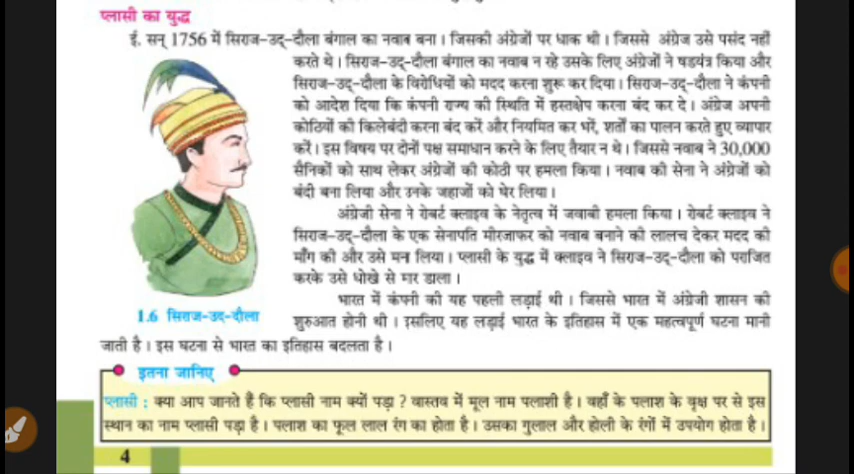 प्लासी का युद्ध
ई. सन् 1756 में सिराज-उद्-दौला बंगाल का नवाब बना । जिसकी अंग्रेजों पर धाक थी । जिससे अंग्रेज उसे पसंद नहीं
करते थे । सिराज-उद्-दौला बंगाल का नवाब न रहे उसके लिए अंग्रेजों ने षडयंत्र किया और
सिराज-उद्-दौला के विरोधियों को मदद करना शुरू कर दिया । सिराज-उद्-दौला ने कंपनी
को आदेश दिया कि कंपनी राज्य की स्थिति में हस्तक्षेप करना बंद कर दे । अंग्रेज अपनी
कोठियों की किलेबंदी करना बंद करें और नियमित कर भरें, शर्तों का पालन करते हुए व्यापार
करें । इस विषय पर दोनों पक्ष समाधान करने के लिए तैयार न थे । जिससे नवाब ने 30,000
सैनिकों को साथ लेकर अंग्रेजों की कोठी पर हमला किया । नवाब की सेना ने अंग्रेजों को
बंदी बना लिया और उनके जहाजों को घेर लिया ।
अंग्रेजी सेना ने रोबर्ट क्लाइव के नेतृत्व में जवाबी हमला किया । रोबर्ट क्लाइव ने
सिराज-उद्-दौला के एक सेनापति मीरजाफर को नवाब बनाने की लालच देकर मदद की
माँग की और उसे मना लिया । प्लासी के युद्ध में क्लाइव ने सिराज-उद्-दौला को पराजित
करके उसे धोखे से मार डाला ।
भारत में कंपनी की यह पहली लड़ाई थी । जिससे भारत में अंग्रेजी शासन की
1.6 सिराज-उद-दौला
शुरुआत होनी थी । इसलिए यह लड़ाई भारत के इतिहास में एक महत्वपूर्ण घटना मानी
जाती है । इस घटना से भारत का इतिहास बदलता है ।
इतना जानिए
प्लासी : क्या आप जानते हैं कि प्लासी नाम क्यों पड़ा ? वास्तव में मूल नाम पलाशी है । वहाँ के पलाश के वृक्ष पर से इस
स्थान का नाम प्लासी पड़ा है । पलाश का फूल लाल रंग का होता है । उसका गुलाल और होली के रंगों में उपयोग होता है ।
4